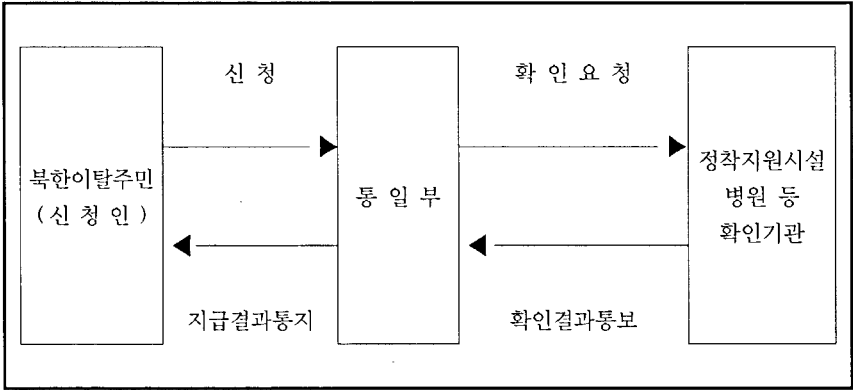 신 청
확 인 요 청
북한이탈주민
( 신 청 인 )
통 일 부
정착지원시설
병원 등
확인기관
지급결과통지
확인결과통보